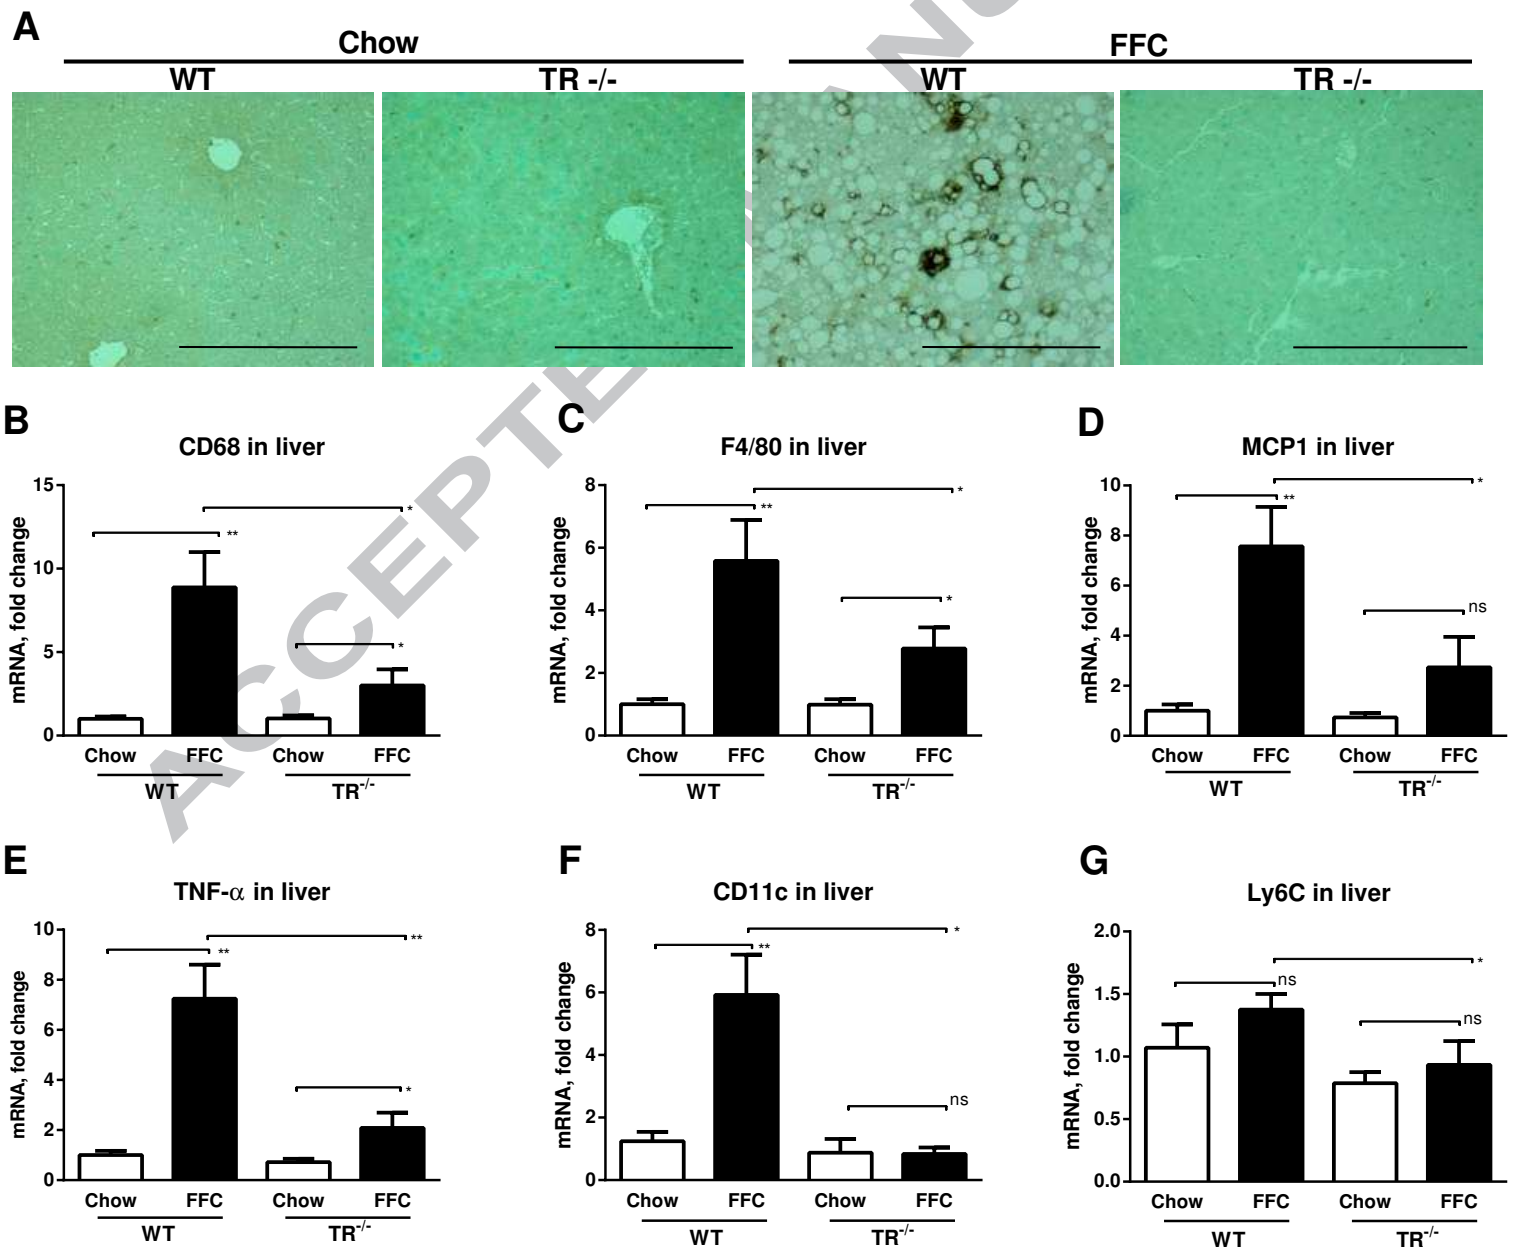 A
Chow
FFC
WT
TR -/-
WT
TR -/-
ACCEPTE
ANU
B
CD68 in liver
mRNA, fold change
15
10
5
0
**
*
*
Chow
FFC
Chow
FFC
WT
TR-/-
C
F4/80 in liver
mRNA, fold change
8
6
4
2
0
**
*
*
Chow
FFC
Chow
FFC
WT
TR-/-
D
MCP1 in liver
mRNA, fold change
10
8
6
4
2
0
**
*
ns
Chow
FFC
Chow
FFC
WT
TR-/-
E
TNF-α in liver
mRNA, fold change
10
8
6
4
2
0
**
**
*
Chow
FFC
Chow
FFC
WT
TR-/-
F
CD11c in liver
mRNA, fold change
8
6
4
2
0
**
*
ns
Chow
FFC
Chow
FFC
WT
TR-/-
G
Ly6C in liver
mRNA, fold change
2.0
1.5
1.0
0.5
0.0
ns
*
ns
Chow
FFC
Chow
FFC
WT
TR-/-